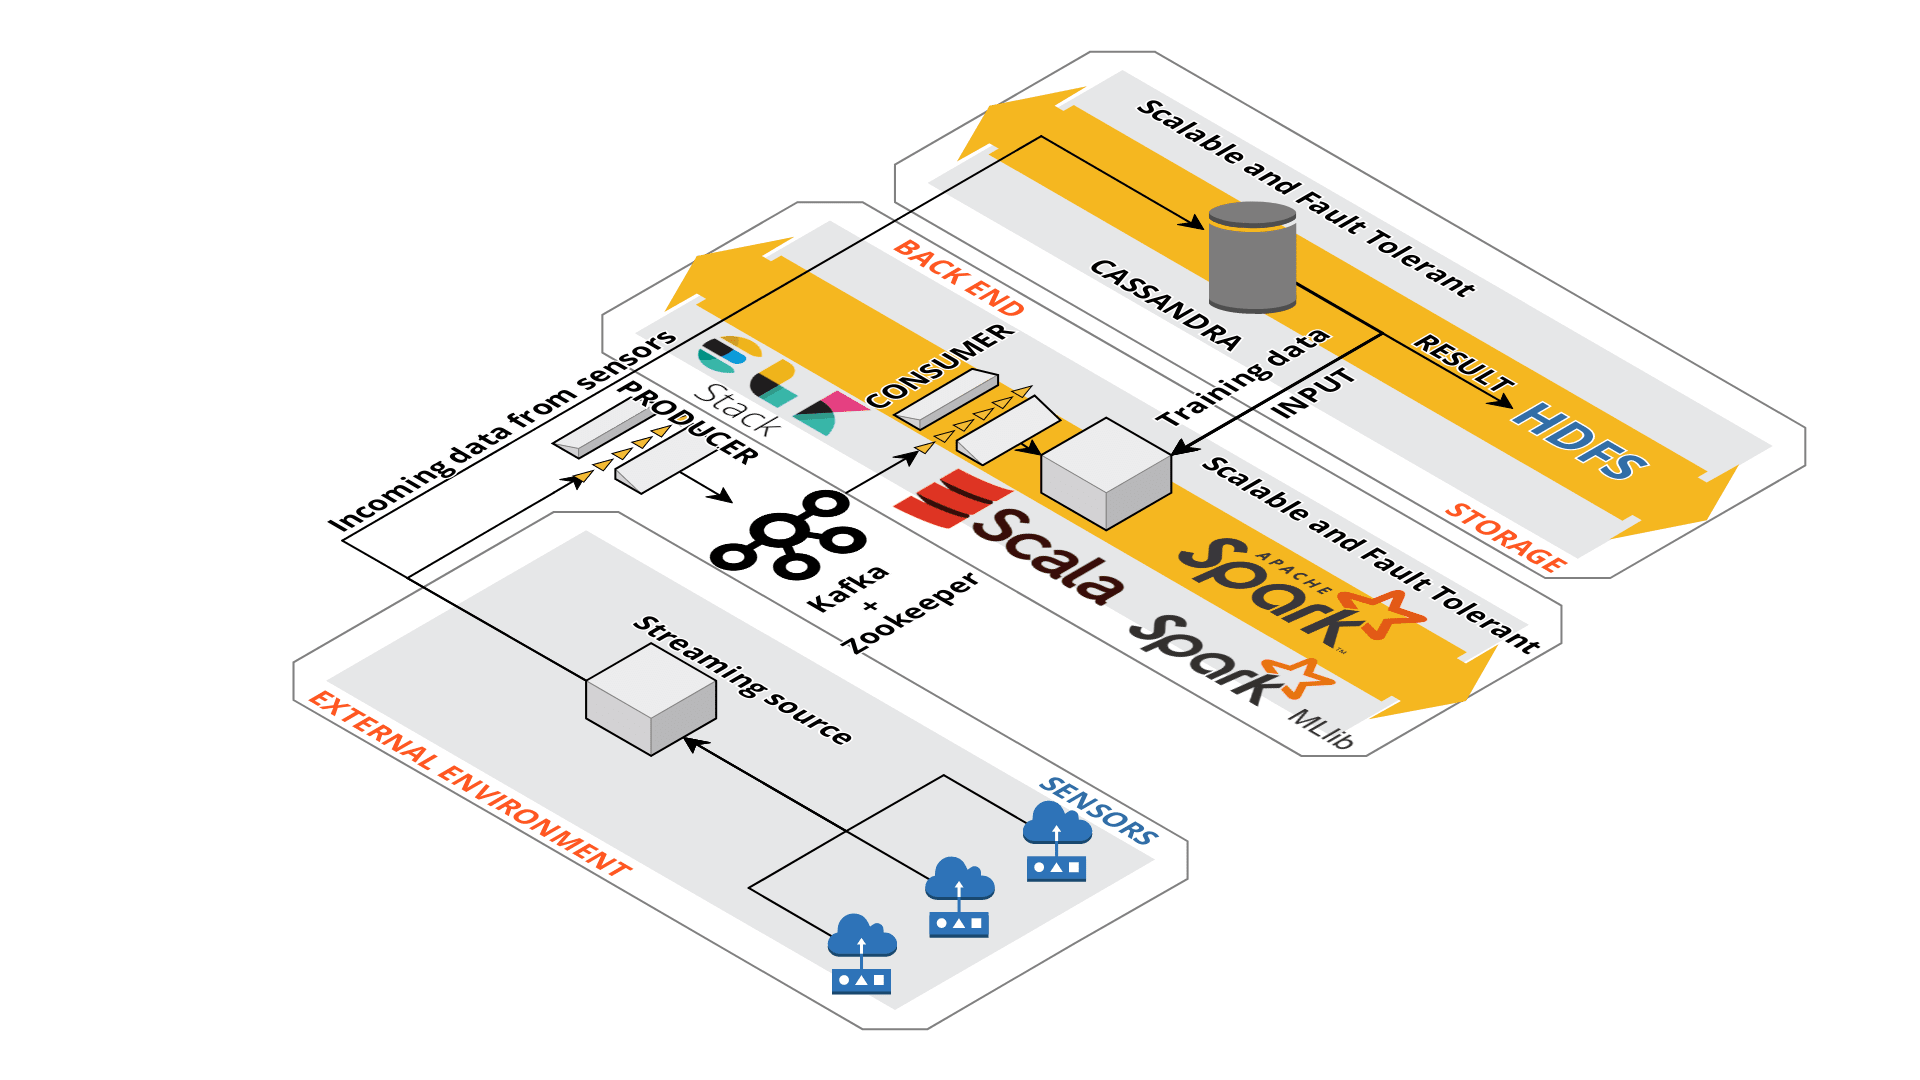 Scalable and Fault Tolerant
CASSANDRA
RESULT
HDFS
STORAGE
BACK END
Training data
INPUT
CONSUMER
Stack
Incoming data from sensors
PRODUCER
Kafka
+
Zookeeper
Scala
Scalable and Fault Tolerant
APACHE
Spark™
Spark
MLlib
Streaming source
SENSORS
EXTERNAL ENVIRONMENT